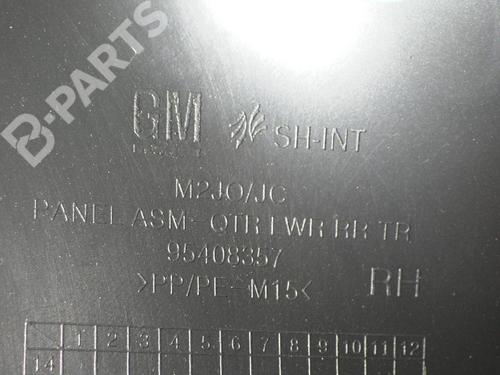 B-PARTS
GM
SH-INT
M2JO/JC
PANEL ASM- QTR LWR RR TR
95408357
>PP/PE- M15< RH
1 2 3 4 5 6 7 8 9 10 11 12
14